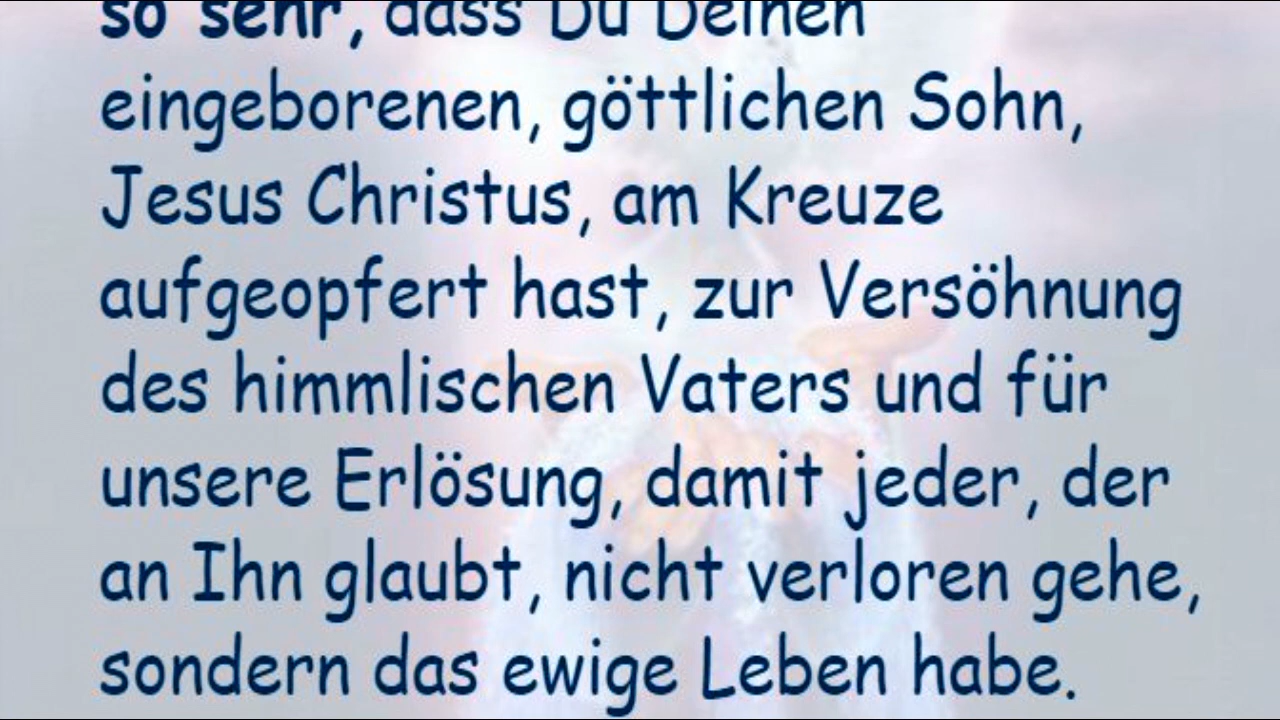 so sehr, dass Du Deinen
eingeborenen, göttlichen Sohn,
Jesus Christus, am Kreuze
aufgeopfert hast, zur Versöhnung
des himmlischen Vaters und für
unsere Erlösung, damit jeder, der
an Ihn glaubt, nicht verloren gehe,
sondern das ewige Leben habe.